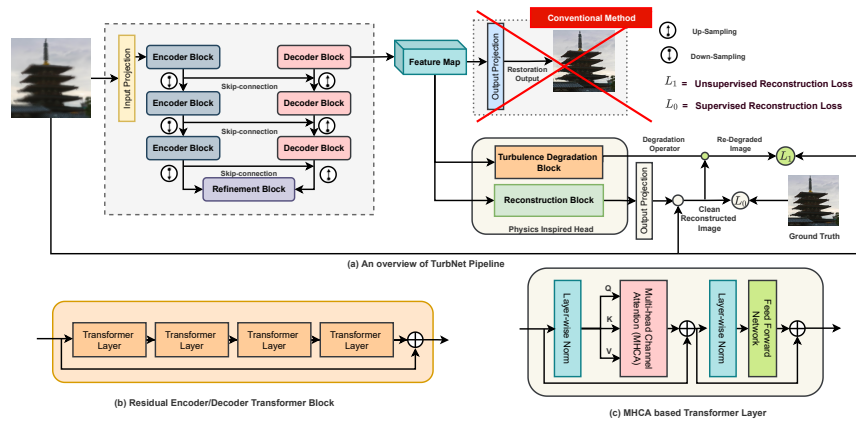 Conventional Method
Input Projection
Encoder Block
Decoder Block
Skip-connection
Encoder Block
Decoder Block
Skip-connection
Encoder Block
Decoder Block
Skip-connection
Refinement Block
Feature Map
Output Projection
Restoration
Output
Up-Sampling
Down-Sampling
L1 = Unsupervised Reconstruction Loss
L0 = Supervised Reconstruction Loss
Turbulence Degradation
Block
Reconstruction Block
Physics Inspired Head
Output Projection
Degradation
Operator
Re-Degraded
Image
L1
L0
Clean
Reconstructed
Image
Ground Truth
(a) An overview of TurbNet Pipeline
Transformer
Layer
Transformer
Layer
Transformer
Layer
Transformer
Layer
(b) Residual Encoder/Decoder Transformer Block
Layer-wise Norm
Q
K
V
Multi-head Channel
Attention (MHCA)
Layer-wise Norm
Feed Forward
Network
(c) MHCA based Transformer Layer